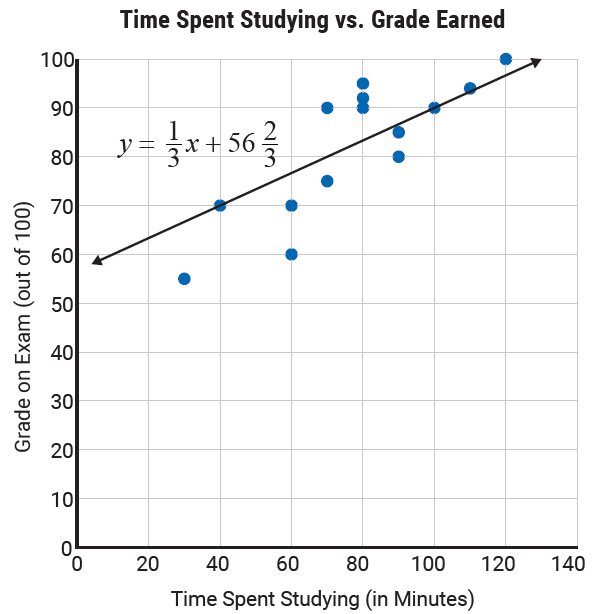 Time Spent Studying vs. Grade Earned
Grade on Exam (out of 100)
100
90
80
70
60
50
40
30
20
10
0
y = 1/3 x + 56 2/3
0 20 40 60 80 100 120 140
Time Spent Studying (in Minutes)